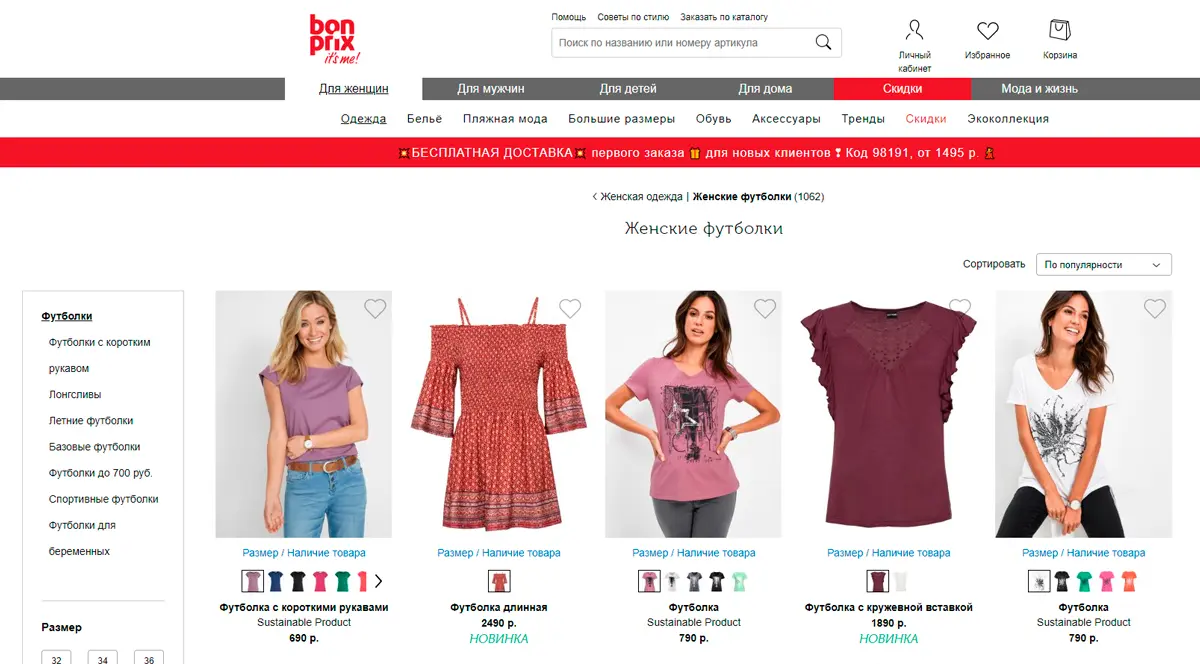 bon
prix
it's me!
Помощь Советы по стилю Заказать по каталогу
Поиск по названию или номеру артикула
Личный
кабинет
Избранное
Корзина
Для женщин Для мужчин Для детей Для дома Скидки Мода и жизнь
Одежда Бельё Пляжная мода Большие размеры Обувь Аксессуары Тренды Скидки Экоколлекция
БЕСПЛАТНАЯ ДОСТАВКА первого заказа для новых клиентов ! Код 98191, от 1495 р.
Женская одежда | Женские футболки (1062)
Женские футболки
Сортировать По популярности
Футболки
Футболки с коротким
рукавом
Лонгсливы
Летние футболки
Базовые футболки
Футболки до 700 руб.
Спортивные футболки
Футболки для
беременных
Размер
32 34 36
Размер / Наличие товара
Футболка с короткими рукавами
Sustainable Product
690 р.
Размер / Наличие товара
Футболка длинная
2490 р.
НОВИНКА
Размер / Наличие товара
Футболка
Sustainable Product
790 р.
Размер / Наличие товара
Футболка с кружевной вставкой
1890 р.
НОВИНКА
Размер / Наличие товара
Футболка
Sustainable Product
790 р.